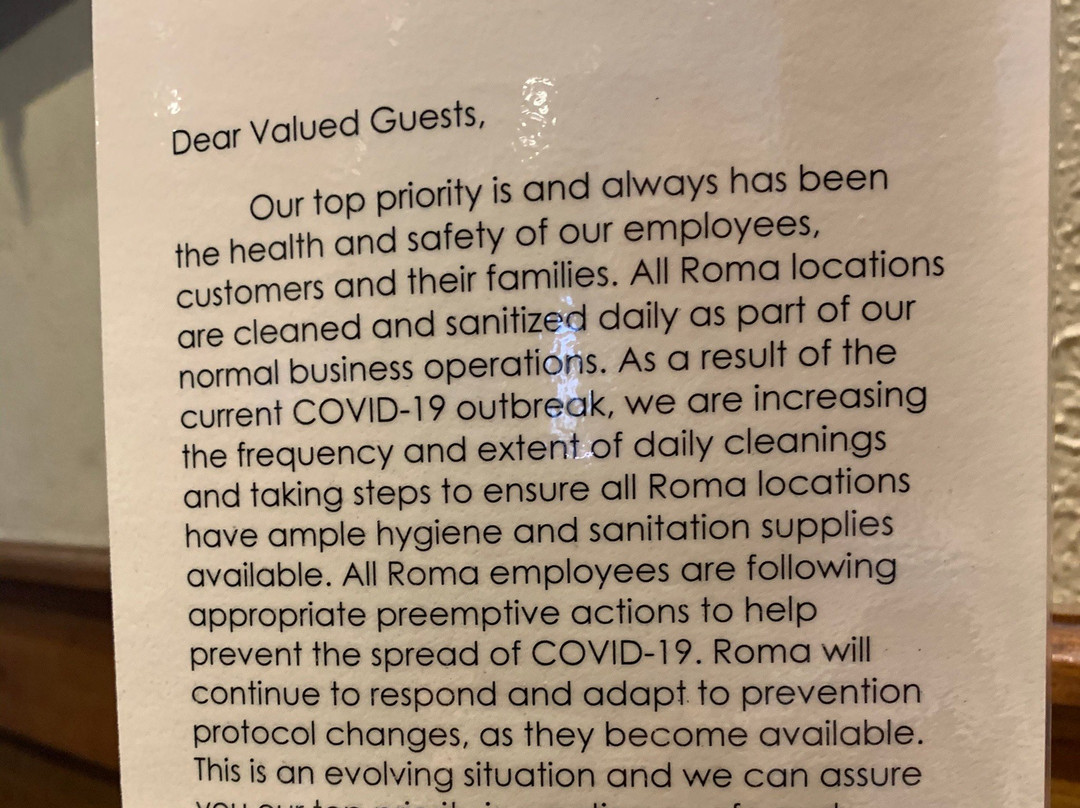 Dear Valued Guests,
Our top priority is and always has been
the health and safety of our employees,
customers and their families. All Roma locations
are cleaned and sanitized daily as part of our
normal business operations. As a result of the
current COVID-19 outbreak, we are increasing
the frequency and extent of daily cleanings
and taking steps to ensure all Roma locations
have ample hygiene and sanitation supplies
available. All Roma employees are following
appropriate preemptive actions to help
prevent the spread of COVID-19. Roma will
continue to respond and adapt to prevention
protocol changes, as they become available.
This is an evolving situation and we can assure
you our top priority is